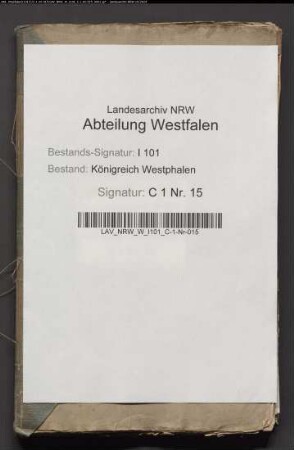 Landesarchiv NRW
Abteilung Westfalen
Bestands-Signatur: I 101
Bestand: Königreich Westphalen
Signatur: C 1 Nr. 15
LAV_NRW_W_I101_C-1-Nr-015